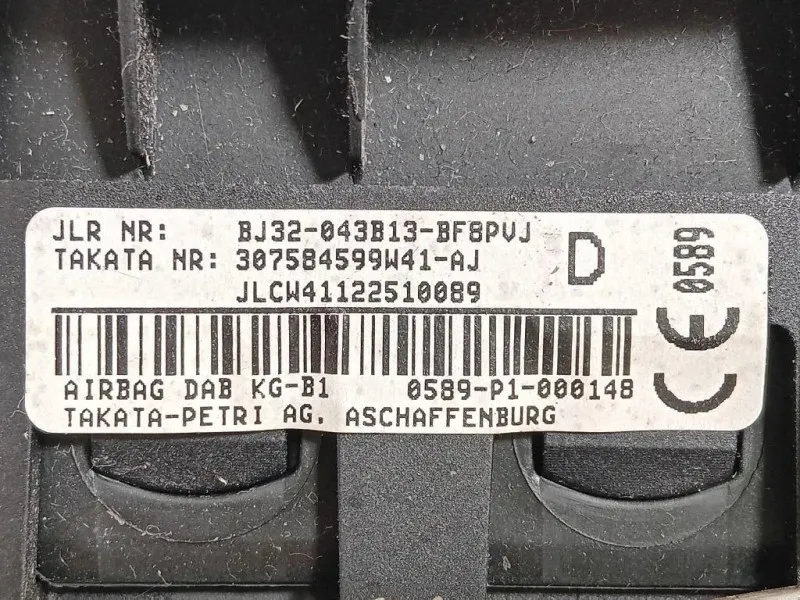 JLR NR: BJ32-043B13-BF8PVJ
TAKATA NR: 307584599W41-AJ
D
JLCW41122510089
AIRBAG DAB KG-B1 0589-P1-000148
TAKATA-PETRI AG, ASCHAFFENBURG
CE 0589